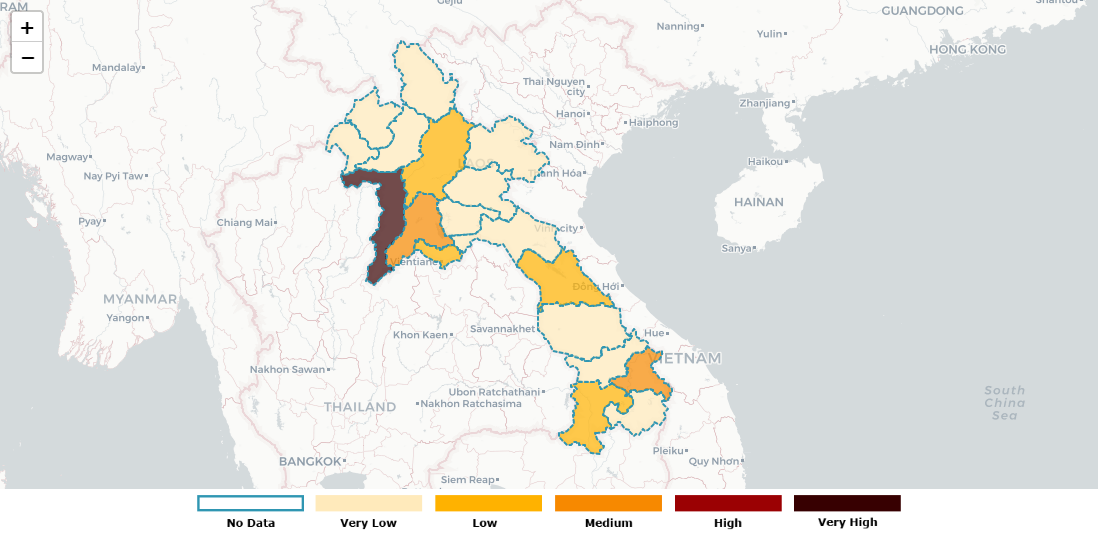 RAM
Gejiu
GUANGDONG
Shantou
+
Nanning
Yulin
−
HONG KONG
Mandalay
Thai Nguyen
city
Zhanjiang
Hanoi
Haiphong
Magway
Nam Định
LAOS
Haikou
Nay Pyi Taw
Thanh Hóa
HAINAN
Pyay
Chiang Mai
Vinh city
Sanya
Vientiane
Đồng Hới
MYANMAR
Yangon
Savannakhet
Khon Kaen
Hue
VIETNAM
Nakhon Sawan
Ubon Ratchathani
South
China
Sea
THAILAND
Nakhon Ratchasima
Pleiku
BANGKOK
Quy Nhơn
Siem Reap
No Data
Very Low
Low
Medium
High
Very High